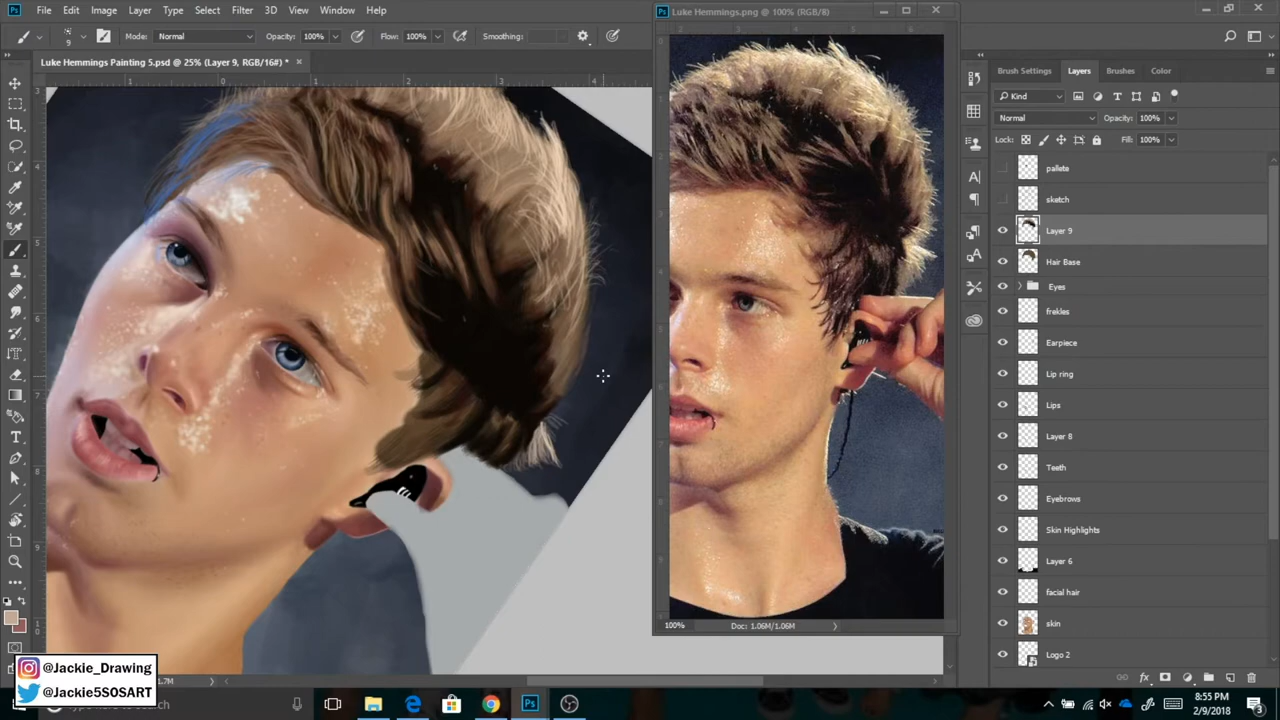 File Edit Image Layer Type Select Filter 3D View Window Help
Luke Hemmings.png @ 100% (RGB/8)
Mode: Normal Opacity: 100% Flow: 100% Smoothing:
9
Luke Hemmings Painting 5.psd @ 25% (Layer 9, RGB/16#) *
Brush Settings Layers Brushes Color
Kind
Normal Opacity: 100%
Lock: Fill: 100%
pallete
sketch
Layer 9
Hair Base
Eyes
frekles
Earpiece
Lip ring
Lips
Layer 8
Teeth
Eyebrows
Skin Highlights
Layer 6
facial hair
skin
Logo 2
100% Doc: 1.06M/1.06M
@Jackie_Drawing
@Jackie5SOSART
1.7M
8:55 PM
2/9/2018